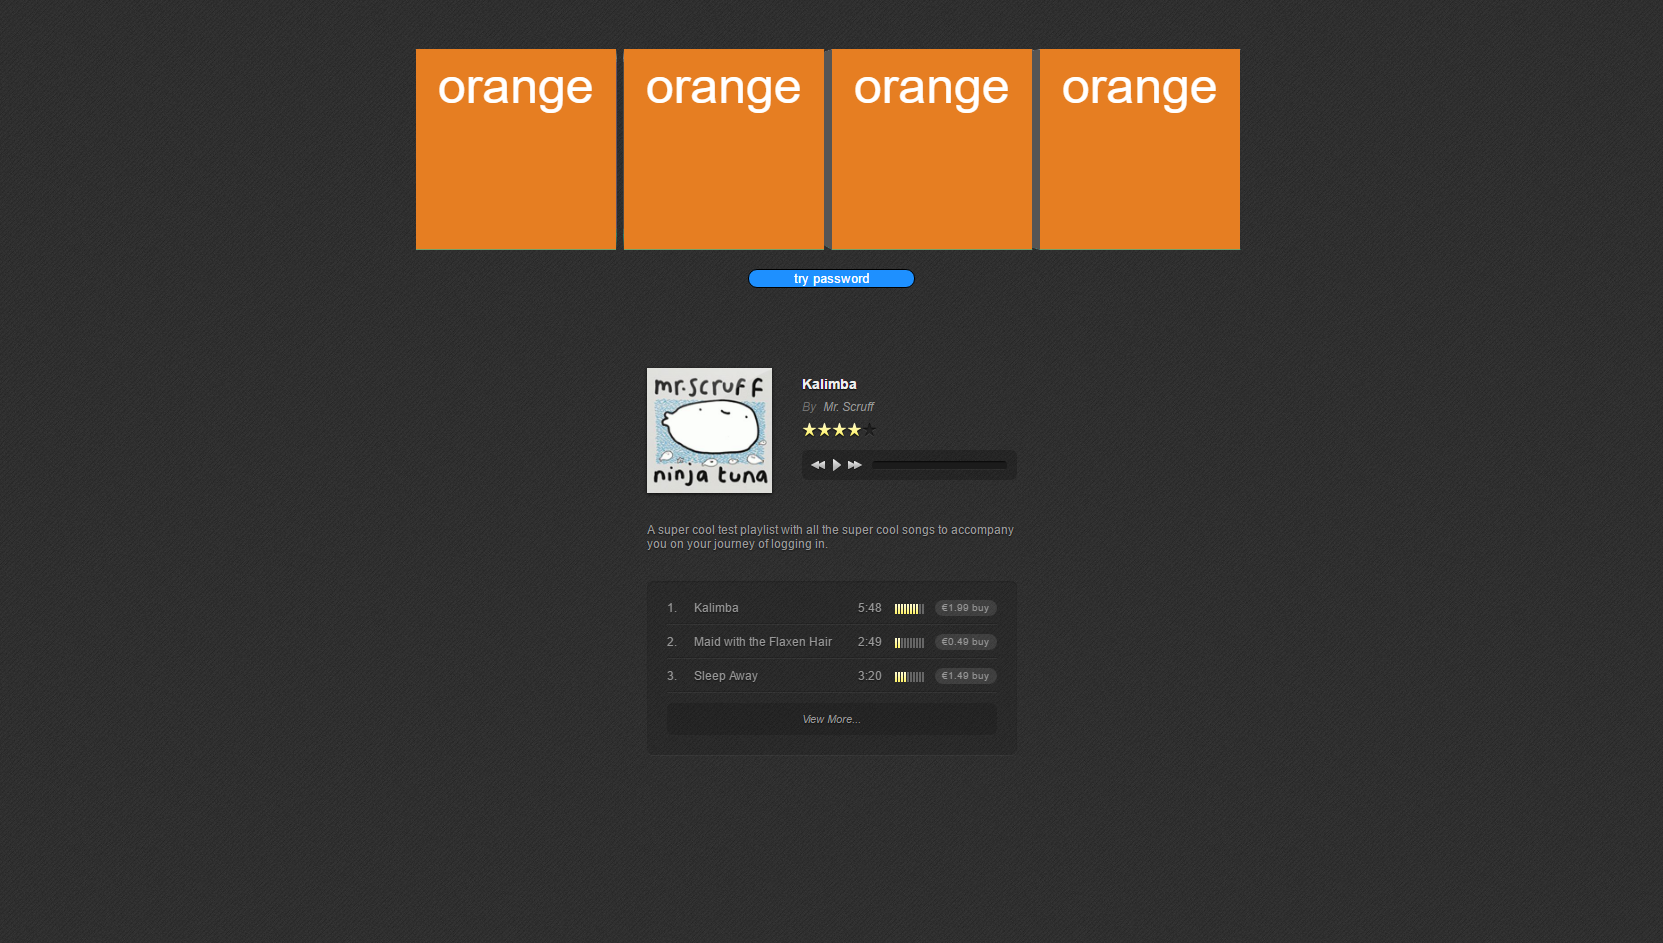 orange orange orange orange
try password
mr.scruff
ninja tuna
Kalimba
By Mr. Scruff
A super cool test playlist with all the super cool songs to accompany
you on your journey of logging in.
1. Kalimba 5:48 €1.99 buy
2. Maid with the Flaxen Hair 2:49 €0.49 buy
3. Sleep Away 3:20 €1.49 buy
View More...